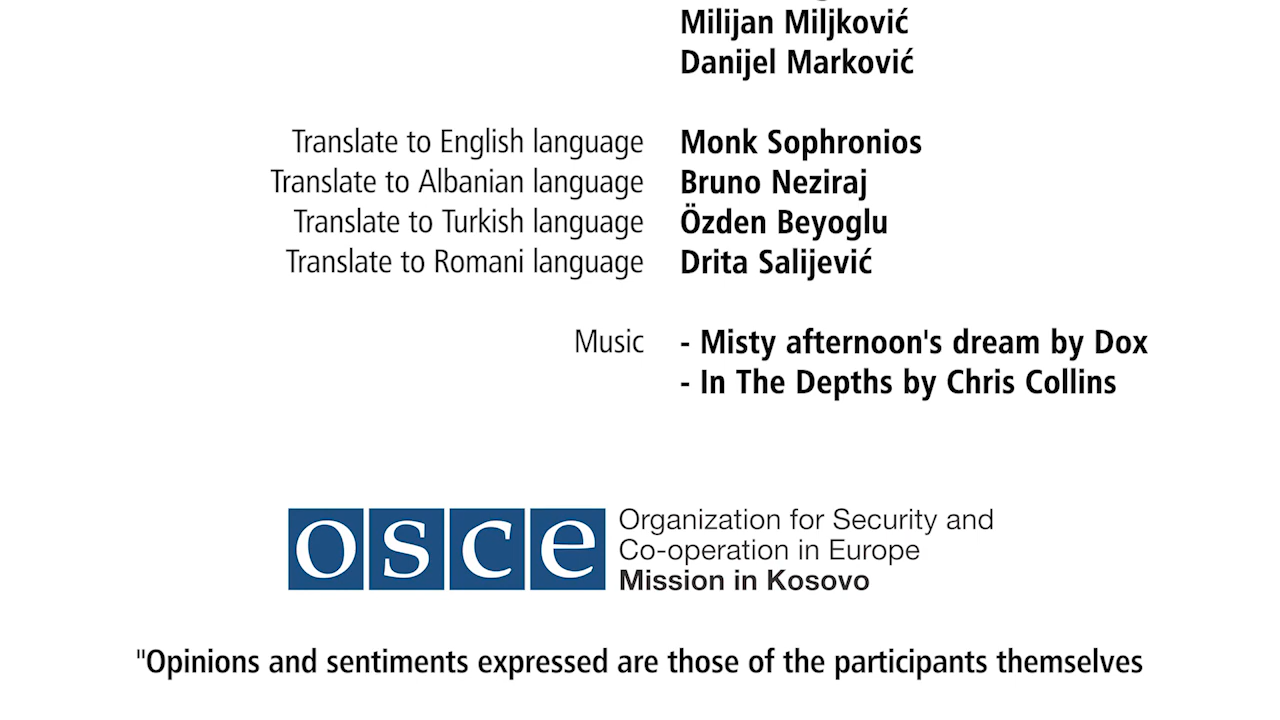 Milijan Miljković
Danijel Marković
Translate to English language Monk Sophronios
Translate to Albanian language Bruno Neziraj
Translate to Turkish language Özden Beyoglu
Translate to Romani language Drita Salijević
Music - Misty afternoon's dream by Dox
- In The Depths by Chris Collins
osce
Organization for Security and
Co-operation in Europe
Mission in Kosovo
"Opinions and sentiments expressed are those of the participants themselves